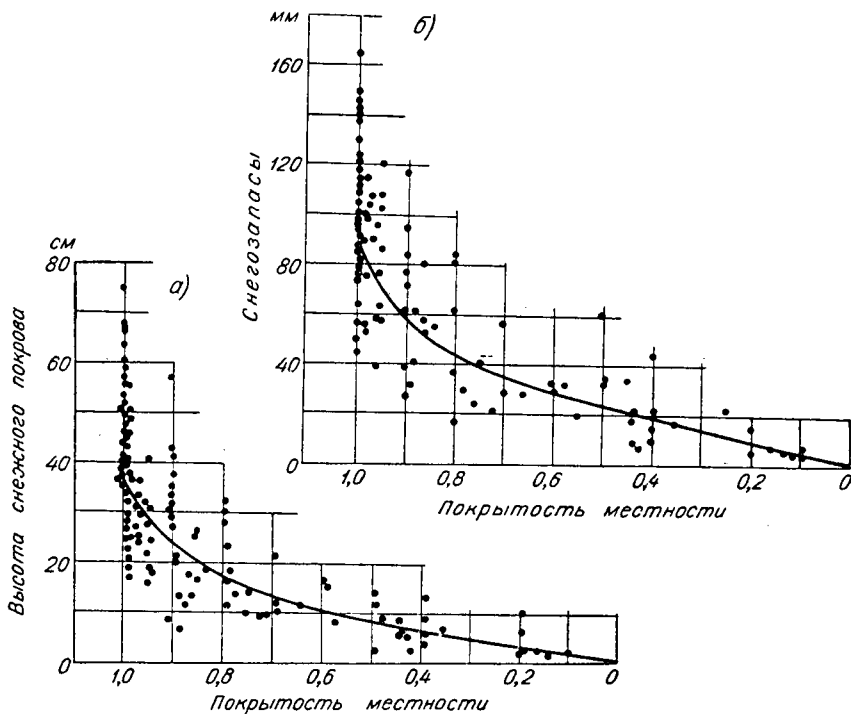 мм
б)
160
120
80
40
0
Снегозапасы
1,0
0,8
0,6
0,4
0,2
0
Покрытость местности
см
а)
80
60
40
20
0
Высота снежного покрова
1,0
0,8
0,6
0,4
0,2
0
Покрытость местности